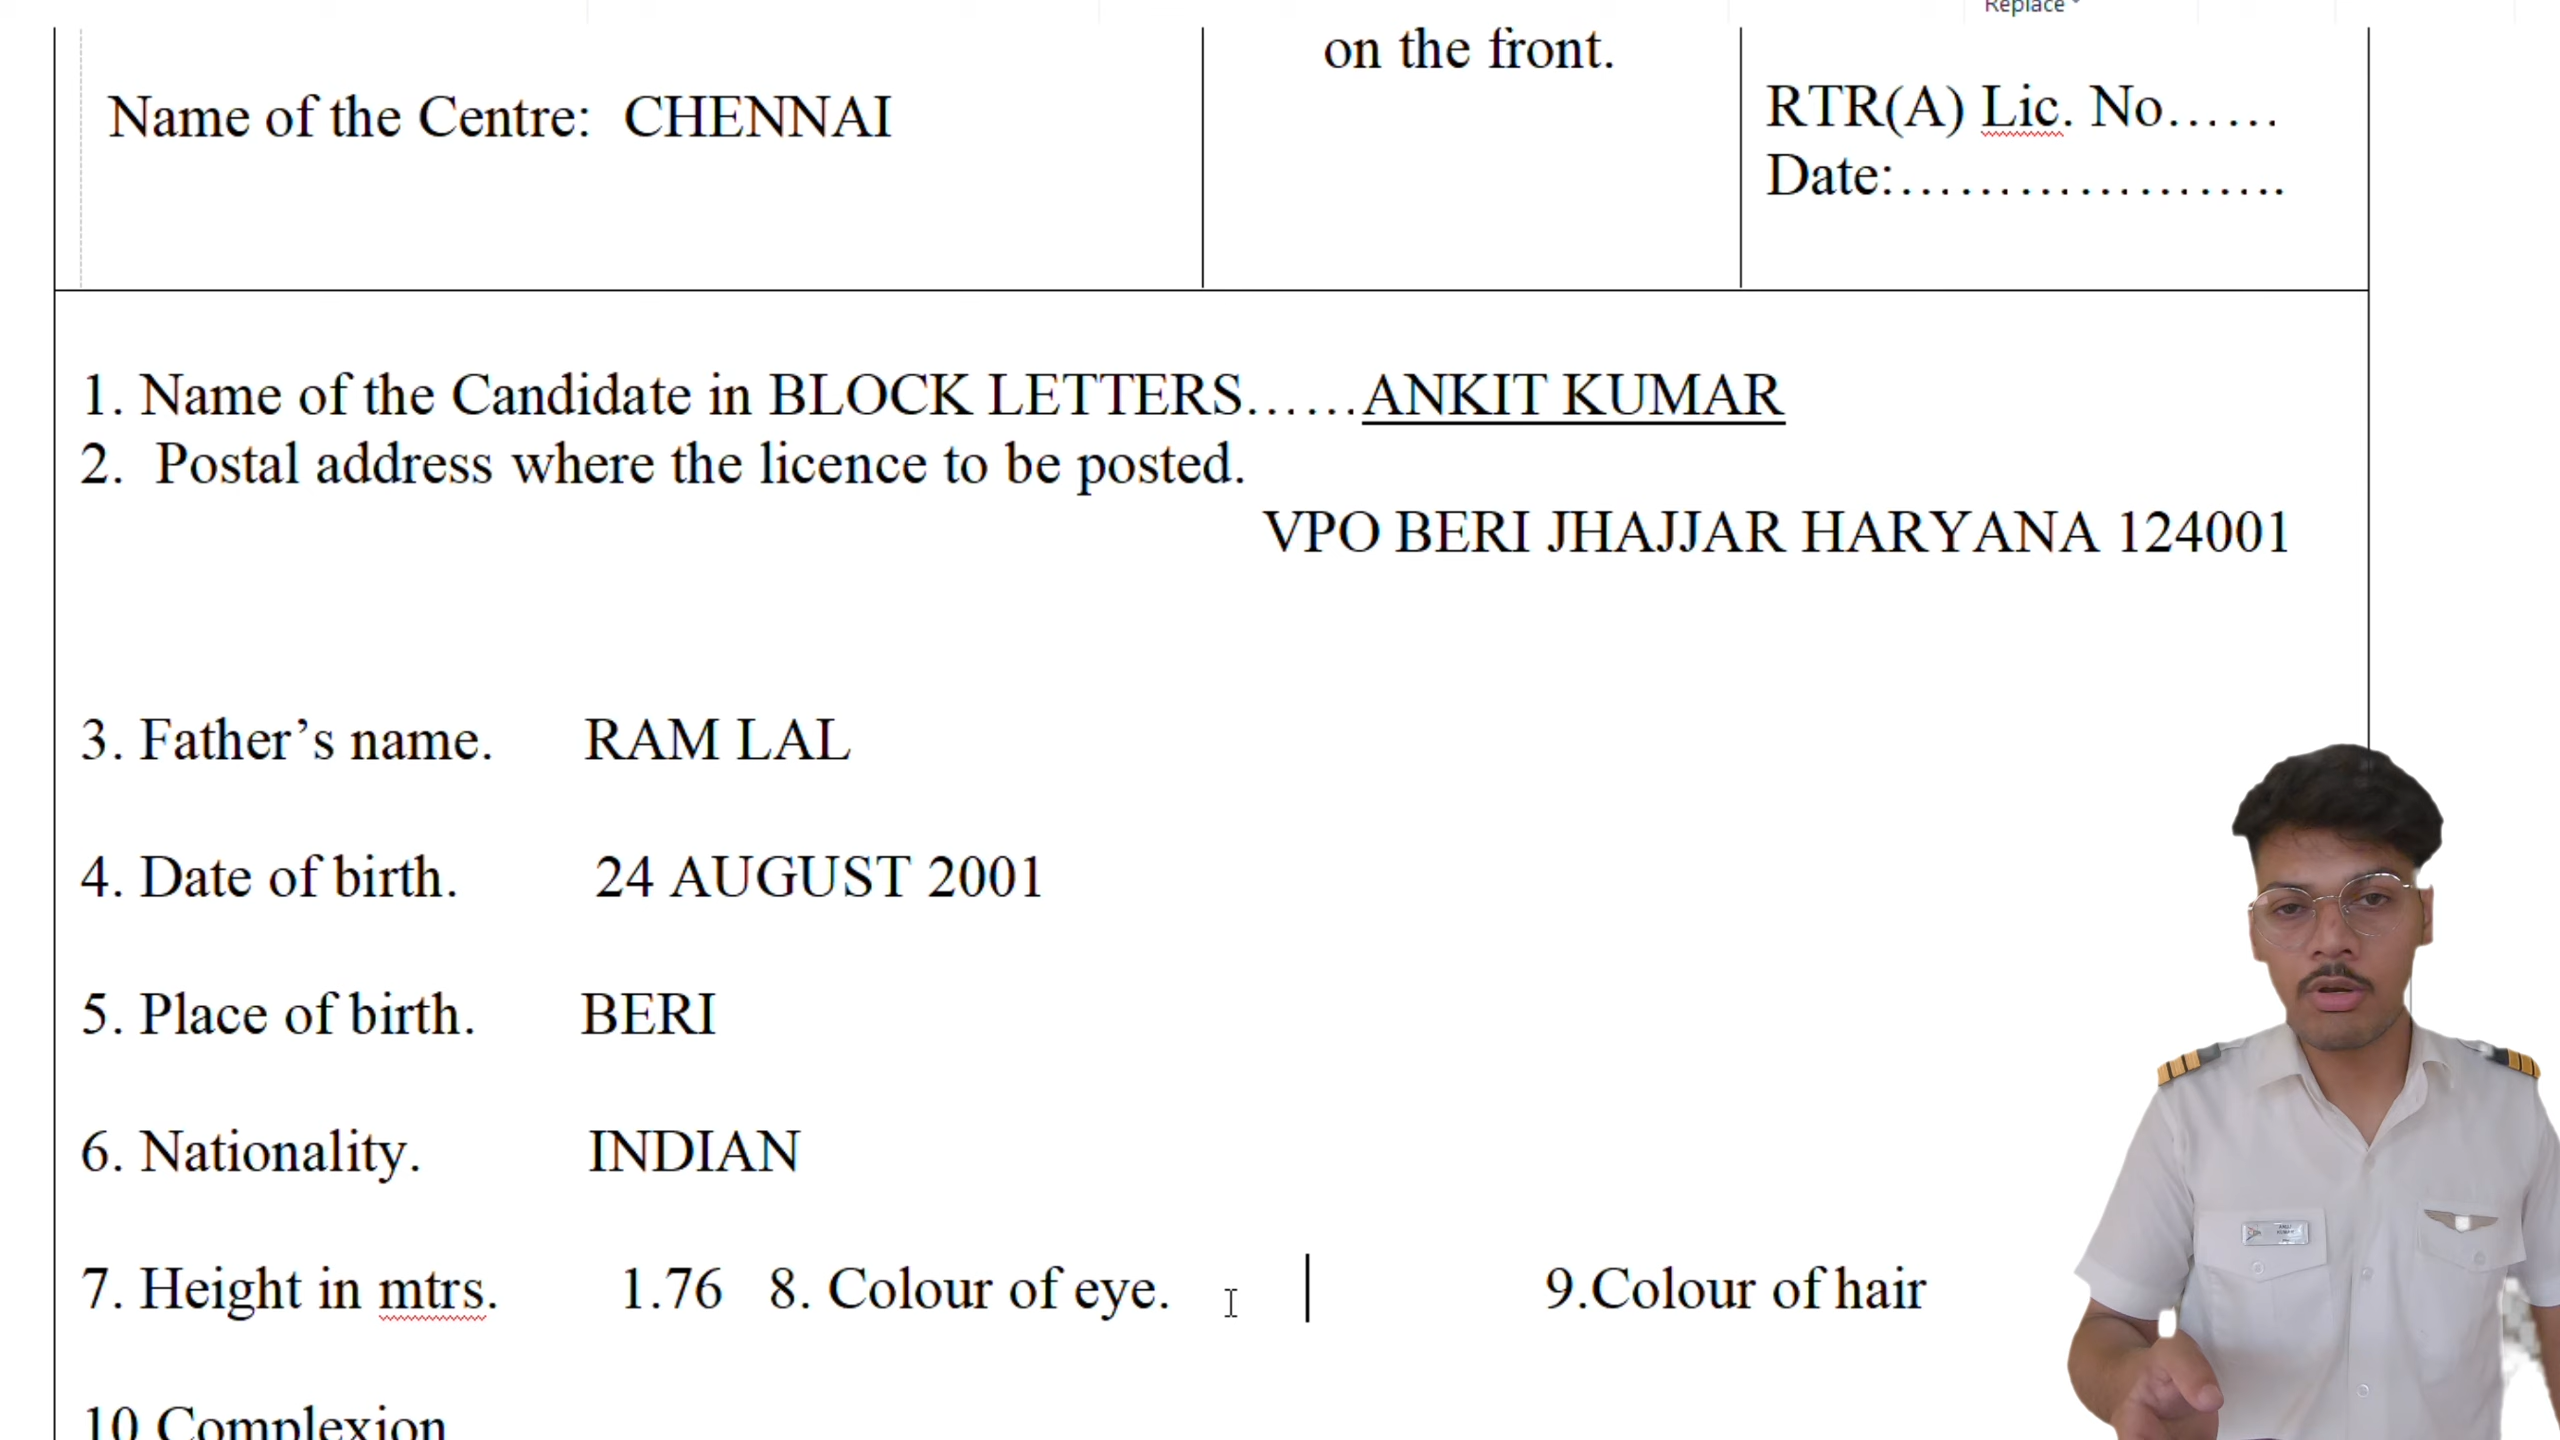 Replace
on the front.
Name of the Centre: CHENNAI
RTR(A) Lic. No……
Date:………………….
1. Name of the Candidate in BLOCK LETTERS……ANKIT KUMAR
2. Postal address where the licence to be posted.
VPO BERI JHAJJAR HARYANA 124001
3. Father’s name. RAM LAL
4. Date of birth. 24 AUGUST 2001
5. Place of birth. BERI
6. Nationality. INDIAN
7. Height in mtrs. 1.76 8. Colour of eye. 9.Colour of hair
10 Complexion